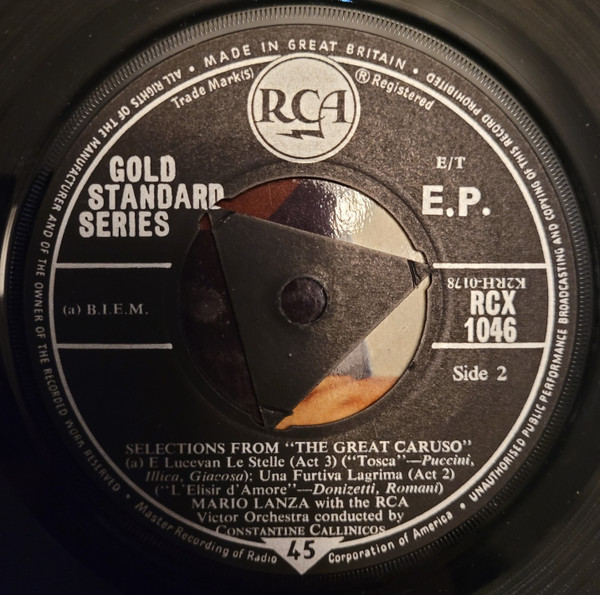 MADE IN GREAT BRITAIN •
ALL RIGHTS OF THE MANUFACTURER AND OF THE OWNER OF THE RECORDED WORK RESERVED •
UNAUTHORISED PUBLIC PERFORMANCE BROADCASTING AND COPYING OF THIS RECORD PROHIBITED •
Trade Mark(s)
RCA
® Registered
GOLD
STANDARD
SERIES
E/T
E.P.
K2RH-0178
RCX
1046
(a) B.I.E.M.
Side 2
SELECTIONS FROM "THE GREAT CARUSO"
(a) E Lucevan Le Stelle (Act 3) ("Tosca"—Puccini,
Illica, Giacosa); Una Furtiva Lagrima (Act 2)
("L'Elisir d'Amore"—Donizetti, Romani)
MARIO LANZA with the RCA
Victor Orchestra conducted by
CONSTANTINE CALLINICOS
Master Recording of Radio Corporation of America •
45